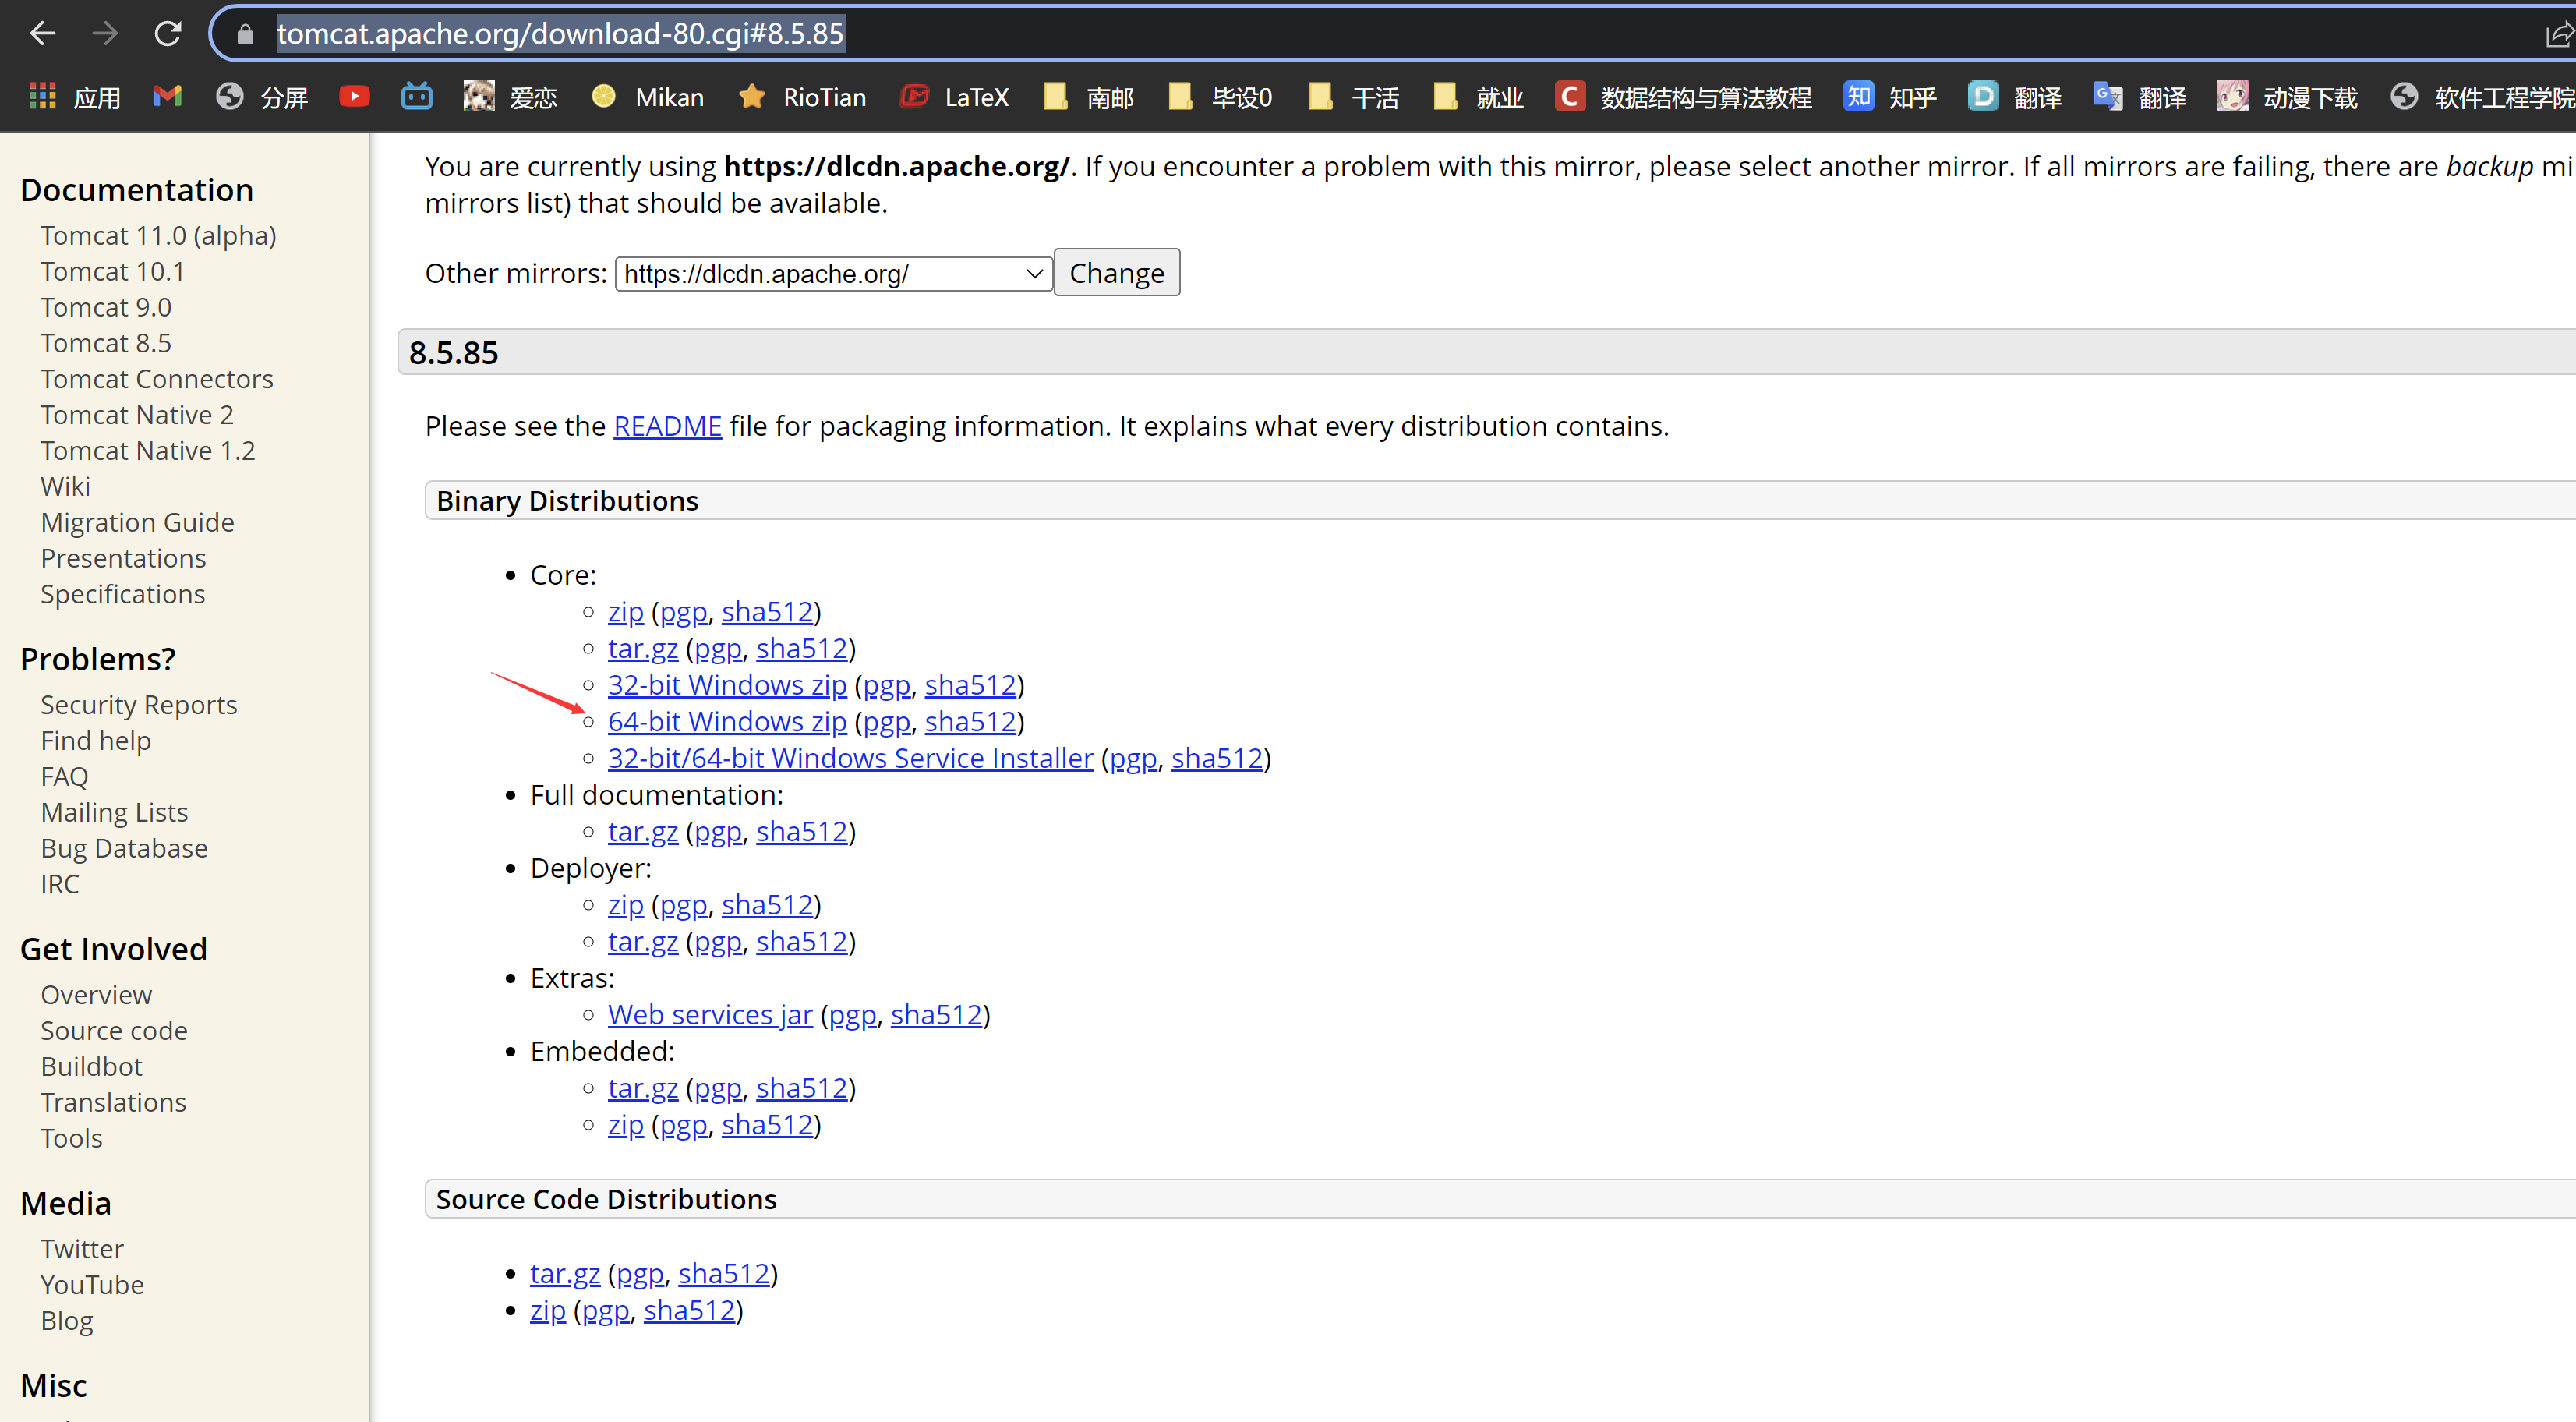 tomcat.apache.org/download-80.cgi#8.5.85
应用 分屏 爱恋 Mikan RioTian LaTeX 南邮 毕设0 干活 就业 数据结构与算法教程 知乎 翻译 翻译 动漫下载 软件工程学院
Documentation
Tomcat 11.0 (alpha)
Tomcat 10.1
Tomcat 9.0
Tomcat 8.5
Tomcat Connectors
Tomcat Native 2
Tomcat Native 1.2
Wiki
Migration Guide
Presentations
Specifications
Problems?
Security Reports
Find help
FAQ
Mailing Lists
Bug Database
IRC
Get Involved
Overview
Source code
Buildbot
Translations
Tools
Media
Twitter
YouTube
Blog
Misc
You are currently using https://dlcdn.apache.org/. If you encounter a problem with this mirror, please select another mirror. If all mirrors are failing, there are backup mi
mirrors list) that should be available.
Other mirrors: https://dlcdn.apache.org/ Change
8.5.85
Please see the README file for packaging information. It explains what every distribution contains.
Binary Distributions
Core:
zip (pgp, sha512)
tar.gz (pgp, sha512)
32-bit Windows zip (pgp, sha512)
64-bit Windows zip (pgp, sha512)
32-bit/64-bit Windows Service Installer (pgp, sha512)
Full documentation:
tar.gz (pgp, sha512)
Deployer:
zip (pgp, sha512)
tar.gz (pgp, sha512)
Extras:
Web services jar (pgp, sha512)
Embedded:
tar.gz (pgp, sha512)
zip (pgp, sha512)
Source Code Distributions
tar.gz (pgp, sha512)
zip (pgp, sha512)